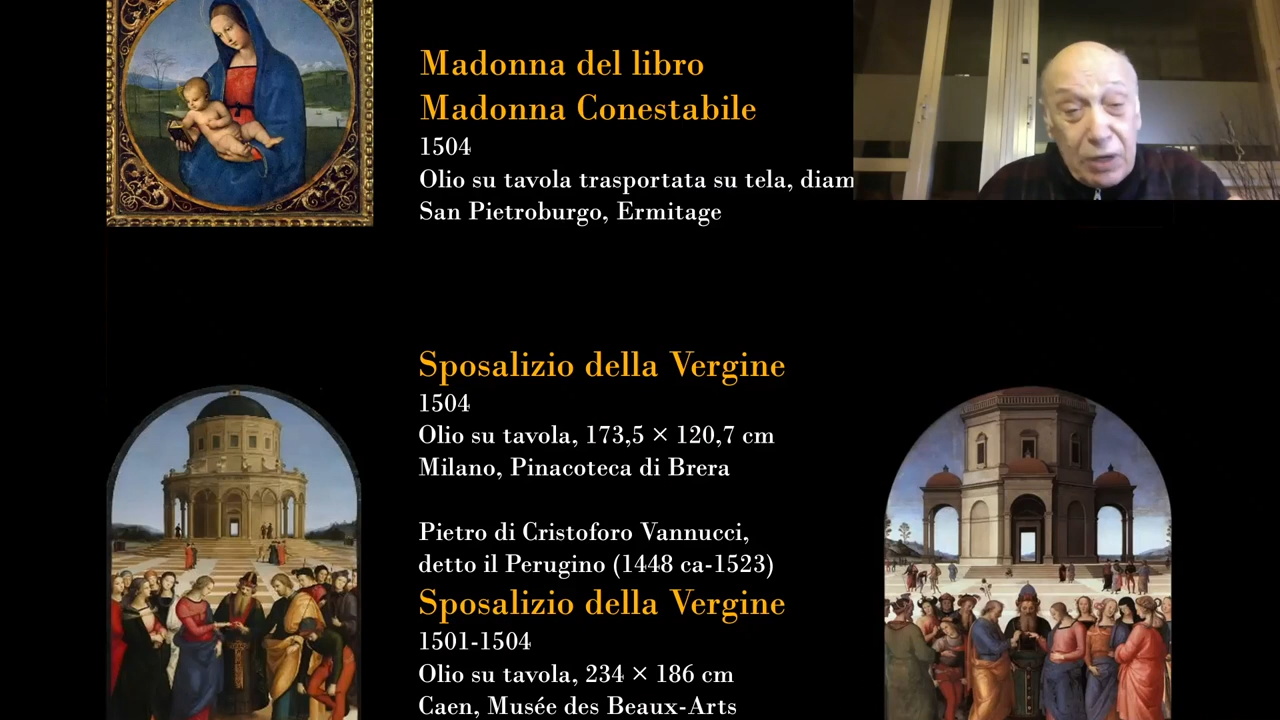 Madonna del libro
Madonna Conestabile
1504
Olio su tavola trasportata su tela, diam
San Pietroburgo, Ermitage
Sposalizio della Vergine
1504
Olio su tavola, 173,5 × 120,7 cm
Milano, Pinacoteca di Brera
Pietro di Cristoforo Vannucci,
detto il Perugino (1448 ca-1523)
Sposalizio della Vergine
1501-1504
Olio su tavola, 234 × 186 cm
Caen, Musée des Beaux-Arts